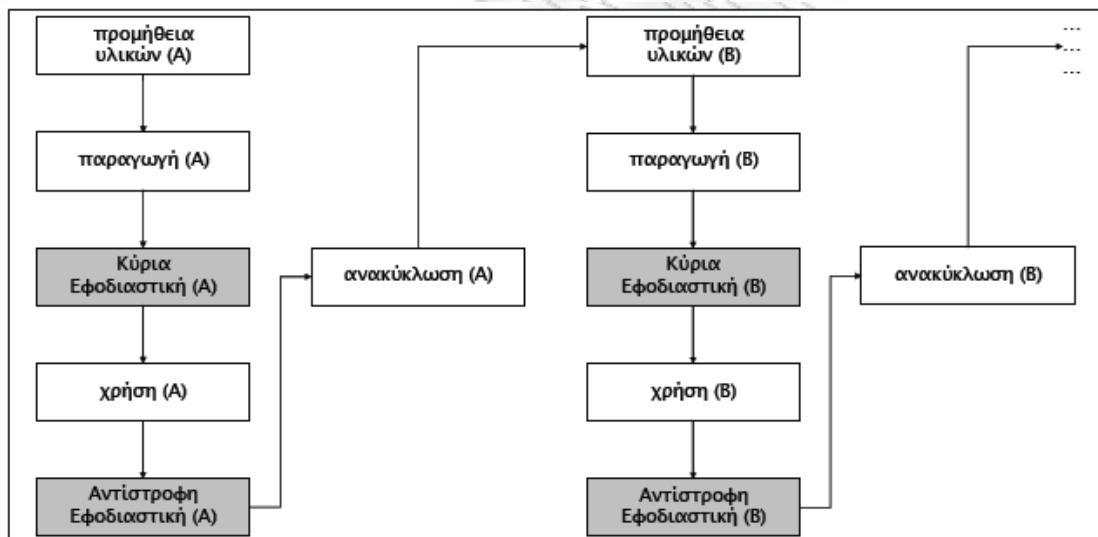 προμήθεια
υλικών (Α)
παραγωγή (Α)
Κύρια
Εφοδιαστική (Α)
χρήση (Α)
Αντίστροφη
Εφοδιαστική (Α)
ανακύκλωση (Α)
προμήθεια
υλικών (Β)
παραγωγή (Β)
Κύρια
Εφοδιαστική (Β)
χρήση (Β)
Αντίστροφη
Εφοδιαστική (Β)
ανακύκλωση (Β)
---
---
---